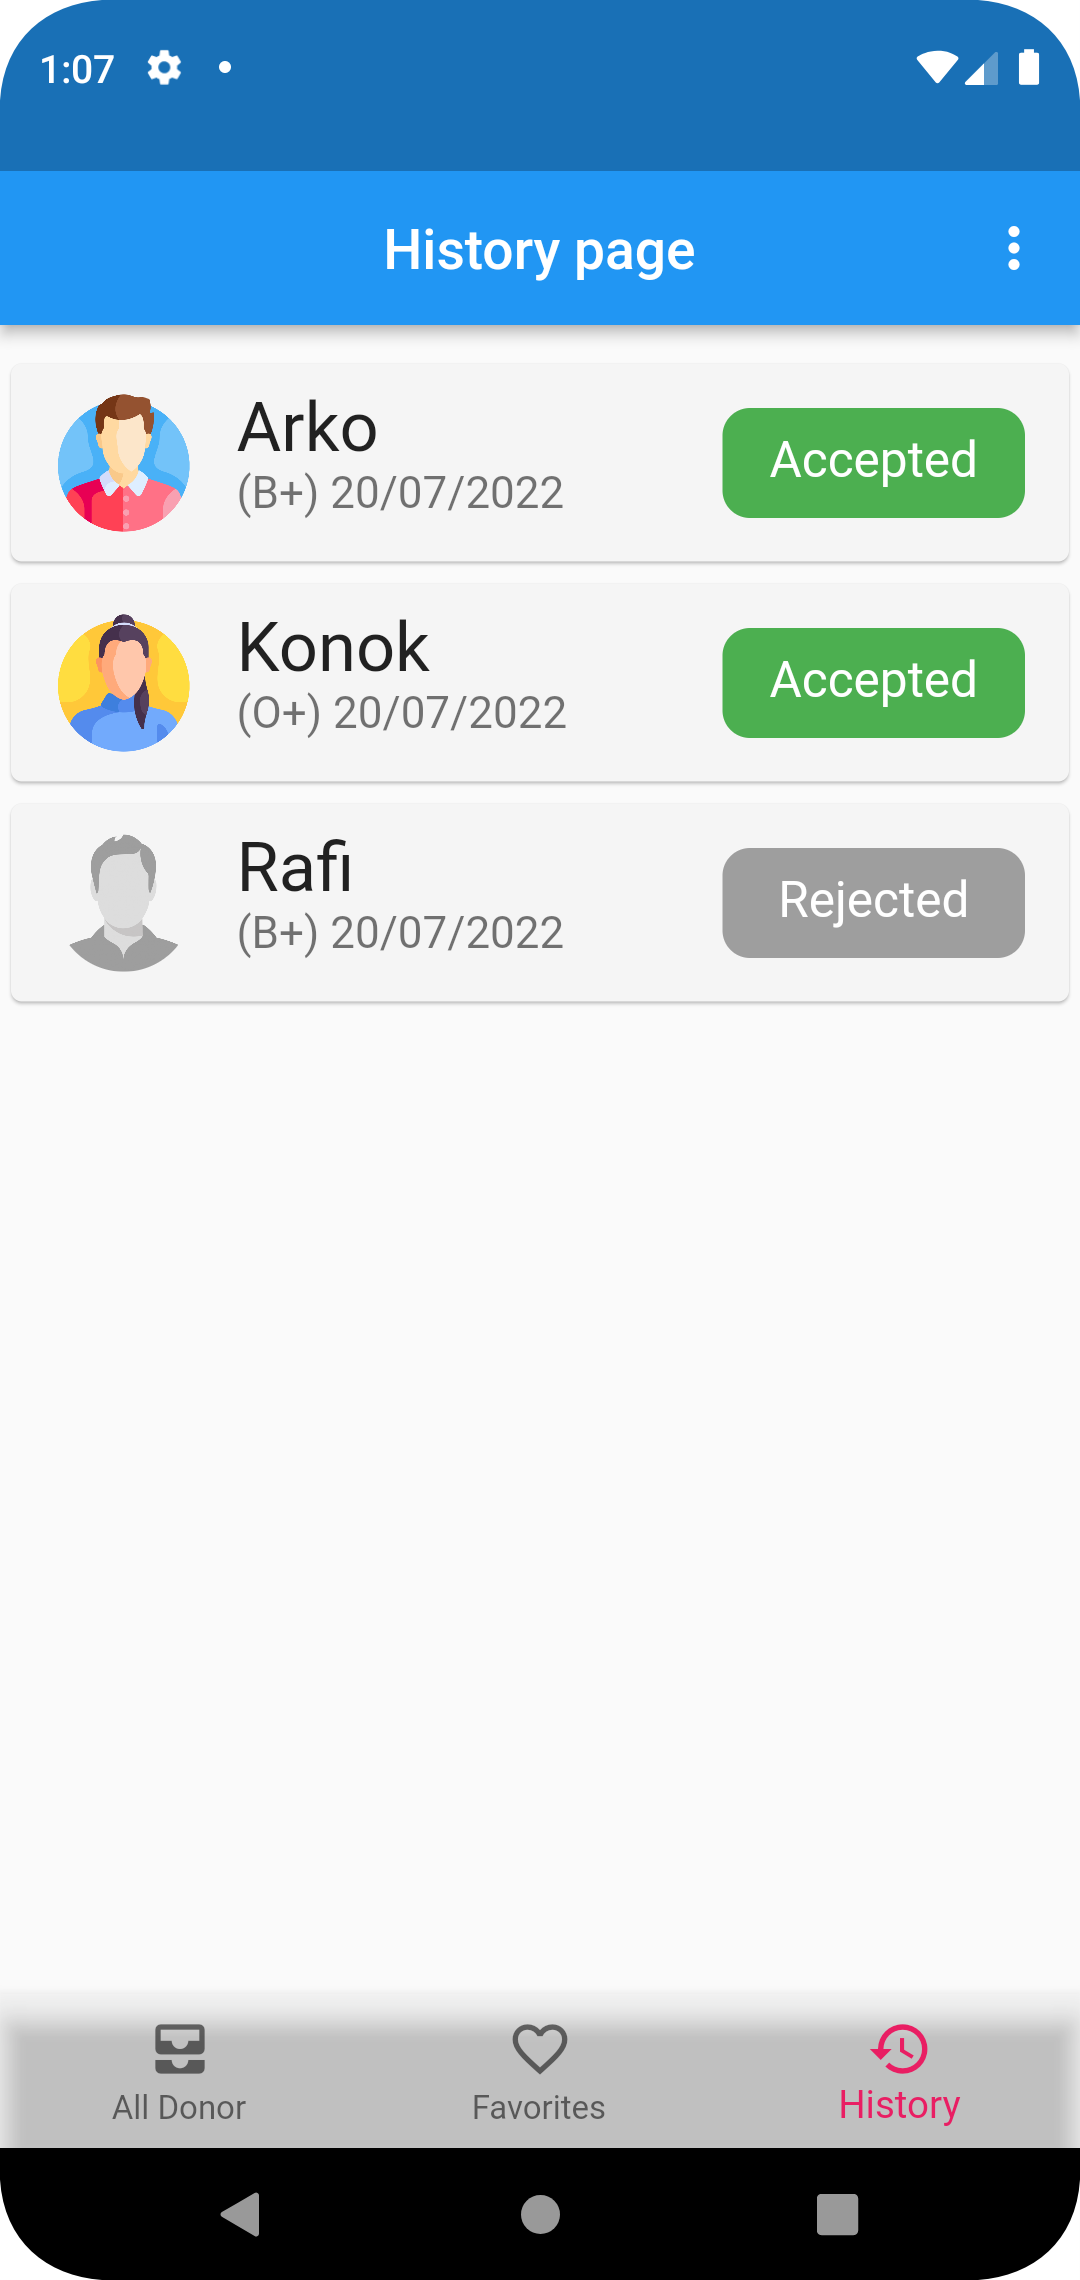 1:07
History page
Arko
(B+) 20/07/2022
Accepted
Konok
(O+) 20/07/2022
Accepted
Rafi
(B+) 20/07/2022
Rejected
All Donor
Favorites
History